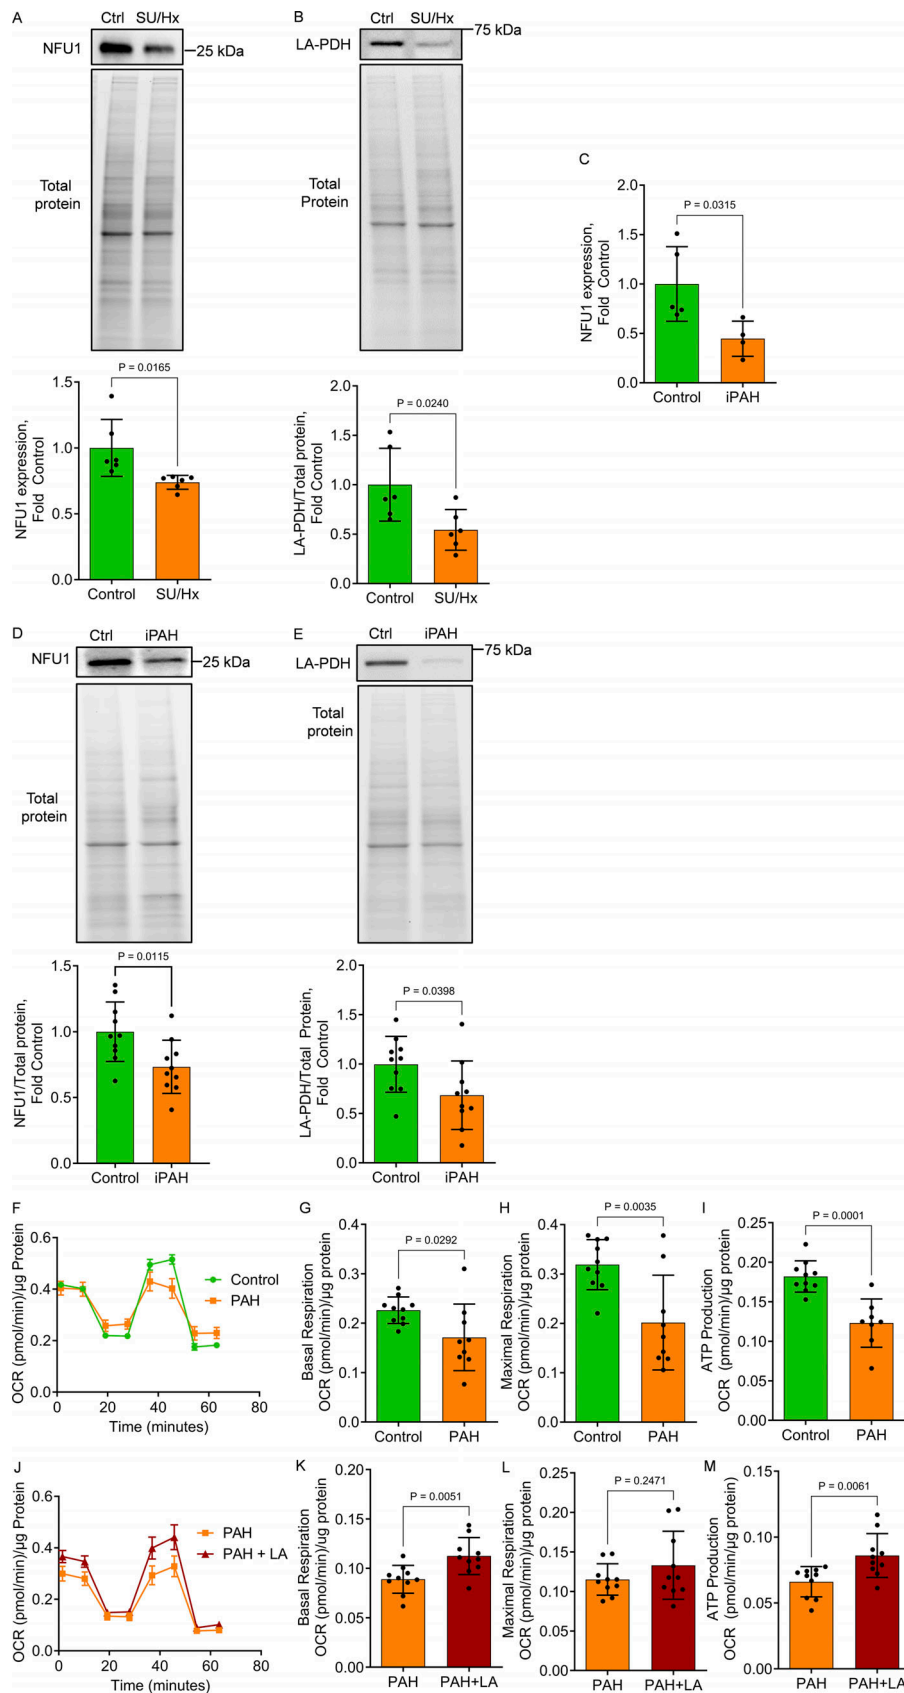 A
Ctrl SU/Hx
NFU1
25 kDa
Total
protein
P = 0.0165
NFU1 expression,
Fold Control
1.5
1.0
0.5
0.0
Control SU/Hx
B
Ctrl SU/Hx
75 kDa
LA-PDH
Total
Protein
P = 0.0240
LA-PDH/Total protein,
Fold Control
2.0
1.5
1.0
0.5
0.0
Control SU/Hx
C
P = 0.0315
NFU1 expression,
Fold Control
2.0
1.5
1.0
0.5
0.0
Control iPAH
D
Ctrl iPAH
NFU1
25 kDa
Total
protein
P = 0.0115
NFU1/Total protein,
Fold Control
1.5
1.0
0.5
0.0
Control iPAH
E
Ctrl iPAH
75 kDa
LA-PDH
Total
protein
P = 0.0398
LA-PDH/Total Protein,
Fold Control
2.0
1.5
1.0
0.5
0.0
Control iPAH
F
OCR (pmol/min)/µg Protein
0.6
0.4
0.2
0.0
0 20 40 60 80
Time (minutes)
Control
PAH
G
P = 0.0292
Basal Respiration
OCR (pmol/min)/µg protein
0.4
0.3
0.2
0.1
0.0
Control PAH
H
P = 0.0035
Maximal Respiration
OCR (pmol/min)/µg protein
0.4
0.3
0.2
0.1
0.0
Control PAH
I
P = 0.0001
ATP Production
OCR (pmol/min)/µg protein
0.25
0.20
0.15
0.10
0.05
0.00
Control PAH
J
OCR (pmol/min)/µg Protein
0.6
0.4
0.2
0.0
0 20 40 60 80
Time (minutes)
PAH
PAH + LA
K
P = 0.0051
Basal Respiration
OCR (pmol/min)/µg protein
0.20
0.15
0.10
0.05
0.00
PAH PAH+LA
L
P = 0.2471
Maximal Respiration
OCR (pmol/min)/µg protein)
0.25
0.20
0.15
0.10
0.05
0.00
PAH PAH+LA
M
P = 0.0061
ATP Production
OCR (pmol/min)/µg protein)
0.15
0.10
0.05
0.00
PAH PAH+LA